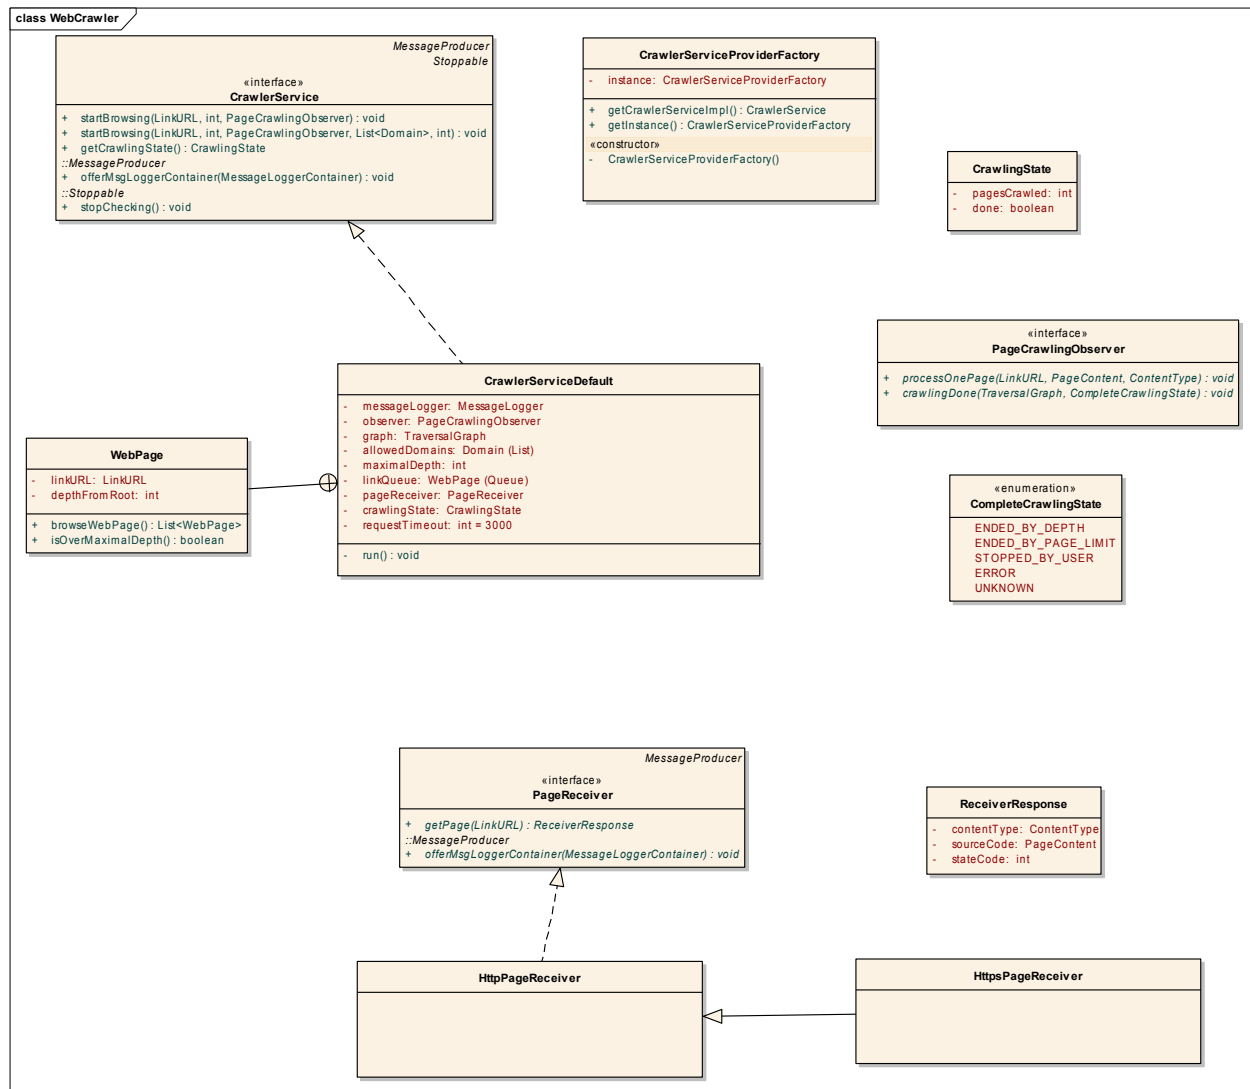 class WebCrawler
MessageProducer
Stoppable
«interface»
CrawlerService
+ startBrowsing(LinkURL, int, PageCrawlingObserver) : void
+ startBrowsing(LinkURL, int, PageCrawlingObserver, List<Domain>, int) : void
+ getCrawlingState() : CrawlingState
::MessageProducer
+ offerMsgLoggerContainer(MessageLoggerContainer) : void
::Stoppable
+ stopChecking() : void
CrawlerServiceProviderFactory
- instance: CrawlerServiceProviderFactory
+ getCrawlerServiceImpl() : CrawlerService
+ getInstance() : CrawlerServiceProviderFactory
«constructor»
- CrawlerServiceProviderFactory()
CrawlingState
- pagesCrawled: int
- done: boolean
«interface»
PageCrawlingObserver
+ processOnePage(LinkURL, PageContent, ContentType) : void
+ crawlingDone(TraversalGraph, CompleteCrawlingState) : void
CrawlerServiceDefault
- messageLogger: MessageLogger
- observer: PageCrawlingObserver
- graph: TraversalGraph
- allowedDomains: Domain (List)
- maximalDepth: int
- linkQueue: WebPage (Queue)
- pageReceiver: PageReceiver
- crawlingState: CrawlingState
- requestTimeout: int = 3000
- run() : void
WebPage
- linkURL: LinkURL
- depthFromRoot: int
+ browseWebPage() : List<WebPage>
+ isOverMaximalDepth() : boolean
«enumeration»
CompleteCrawlingState
ENDED_BY_DEPTH
ENDED_BY_PAGE_LIMIT
STOPPED_BY_USER
ERROR
UNKNOWN
MessageProducer
«interface»
PageReceiver
+ getPage(LinkURL) : ReceiverResponse
::MessageProducer
+ offerMsgLoggerContainer(MessageLoggerContainer) : void
ReceiverResponse
- contentType: ContentType
- sourceCode: PageContent
- stateCode: int
HttpPageReceiver
HttpsPageReceiver